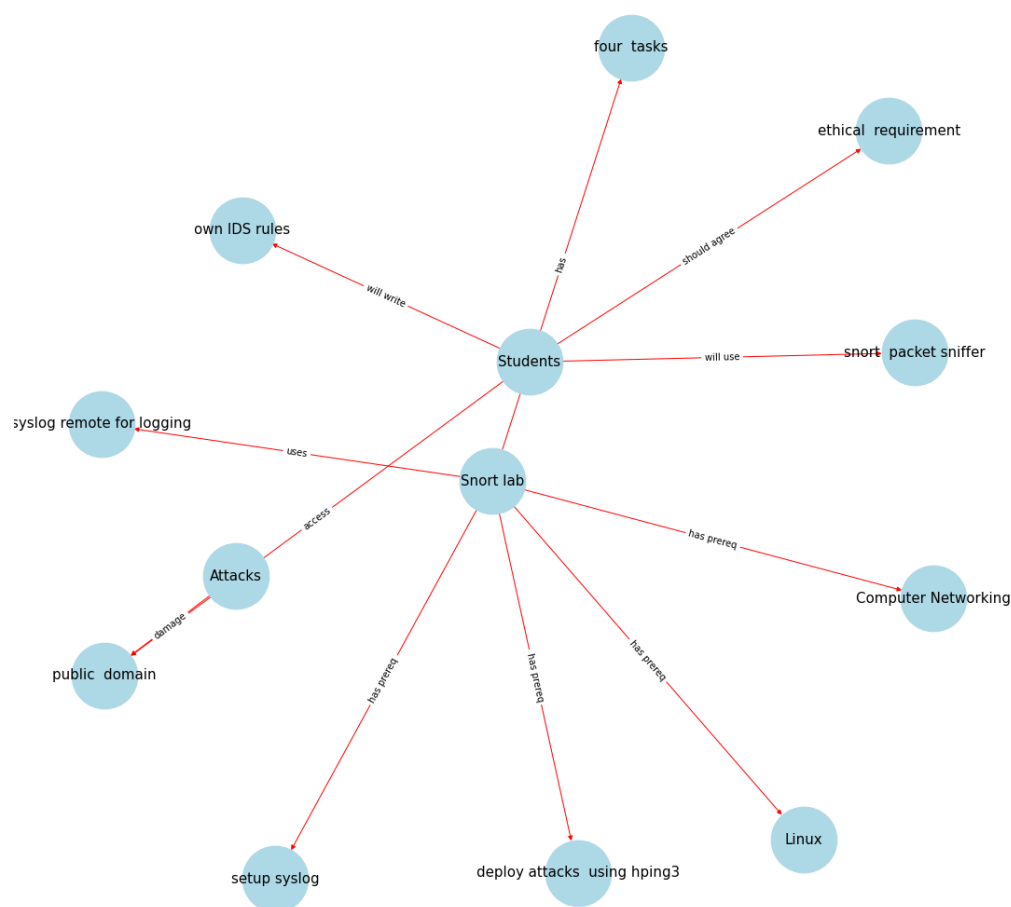 four  tasks
ethical  requirement
own IDS rules
has
should agree
will write
Students
will use
snort  packet sniffer
syslog remote for logging
uses
Snort lab
access
has prereq
Attacks
Computer Networking
damage
public  domain
has prereq
has prereq
has prereq
Linux
setup syslog
deploy attacks  using hping3